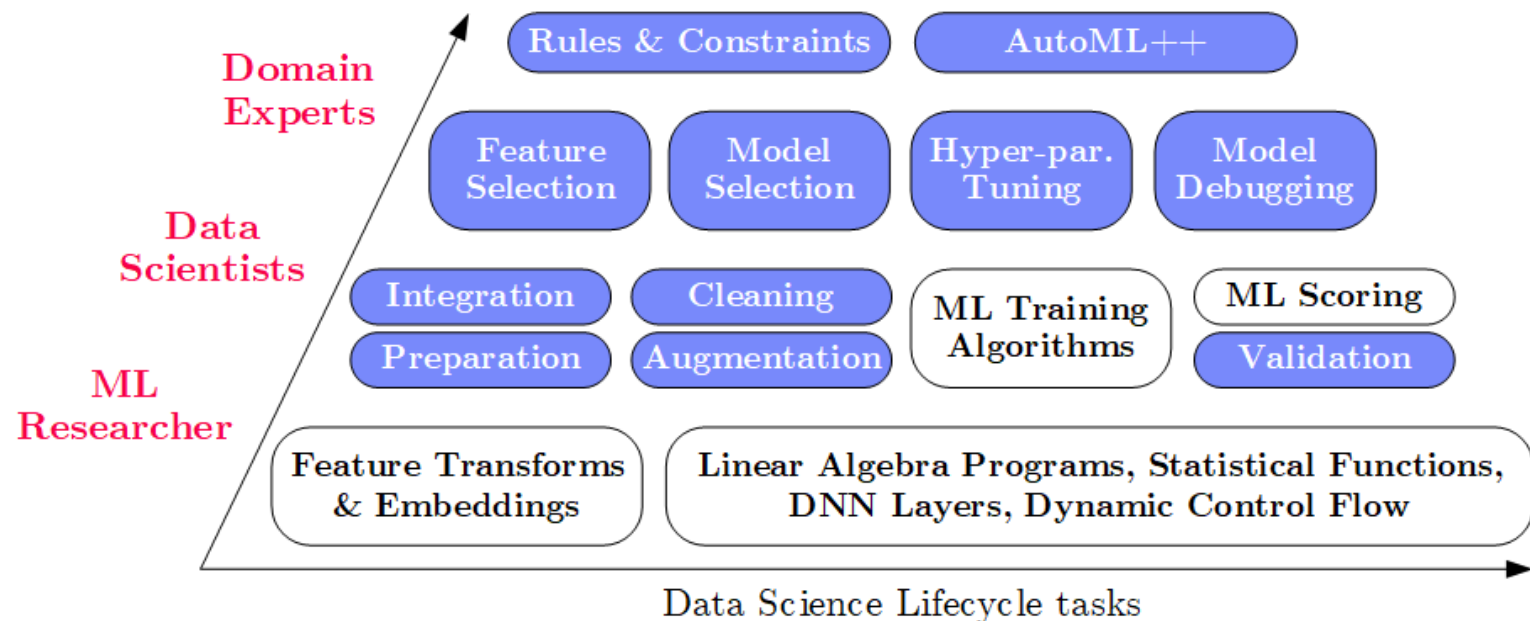 Rules & Constraints
AutoML++
Domain
Experts
Feature
Selection
Model
Selection
Hyper-par.
Tuning
Model
Debugging
Data
Scientists
Integration
Cleaning
ML Training
Algorithms
ML Scoring
Preparation
Augmentation
Validation
ML
Researcher
Feature Transforms
& Embeddings
Linear Algebra Programs, Statistical Functions,
DNN Layers, Dynamic Control Flow
Data Science Lifecycle tasks